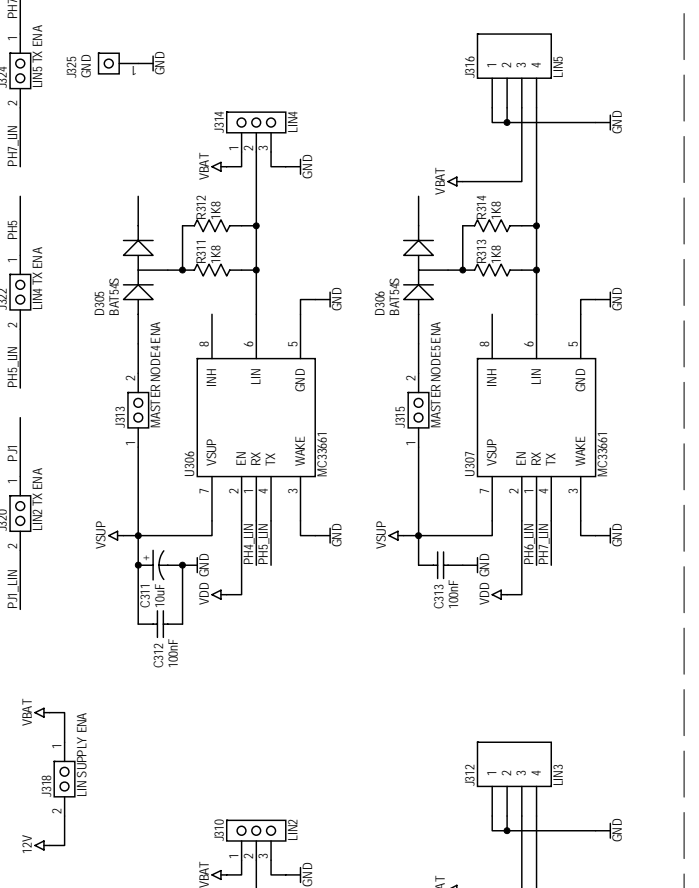 PH7_LIN 2 1 PH7
J324
LIN5 TX ENA
J325
GND
1
GND
PH5_LIN 2 1 PH5
J322
LIN4 TX ENA
PJ1_LIN 2 1 PJ1
J320
LIN2 TX ENA
12V
2
J318
1
VBAT
LIN SUPPLY ENA
VSUP
C312
100nF
C311
+
10uF
GND
VDD
1
J313
2
MASTER NODE4 ENA
D305
BAT54S
R311
1K8
R312
1K8
VBAT
J314
1
2
3
LIN4
GND
U306
7 VSUP
2 EN
1 RX
4 TX
3 WAKE
INH 8
LIN 6
GND 5
MC33661
PH4_LIN
PH5_LIN
GND
GND
VSUP
C313
100nF
GND
VDD
1
J315
2
MASTER NODE5 ENA
D306
BAT54S
R313
1K8
R314
1K8
VBAT
J316
1
2
3
4
LIN5
GND
U307
7 VSUP
2 EN
1 RX
4 TX
3 WAKE
INH 8
LIN 6
GND 5
MC33661
PH6_LIN
PH7_LIN
GND
GND
VBAT
J310
1
2
3
LIN2
GND
J312
1
2
3
4
LIN3
GND